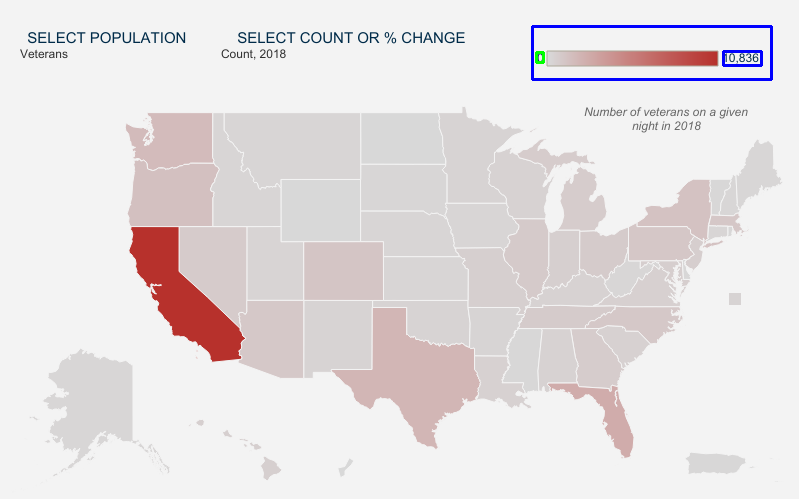 SELECT POPULATION
Veterans
SELECT COUNT OR % CHANGE
Count, 2018
0 10,836
Number of veterans on a given
night in 2018